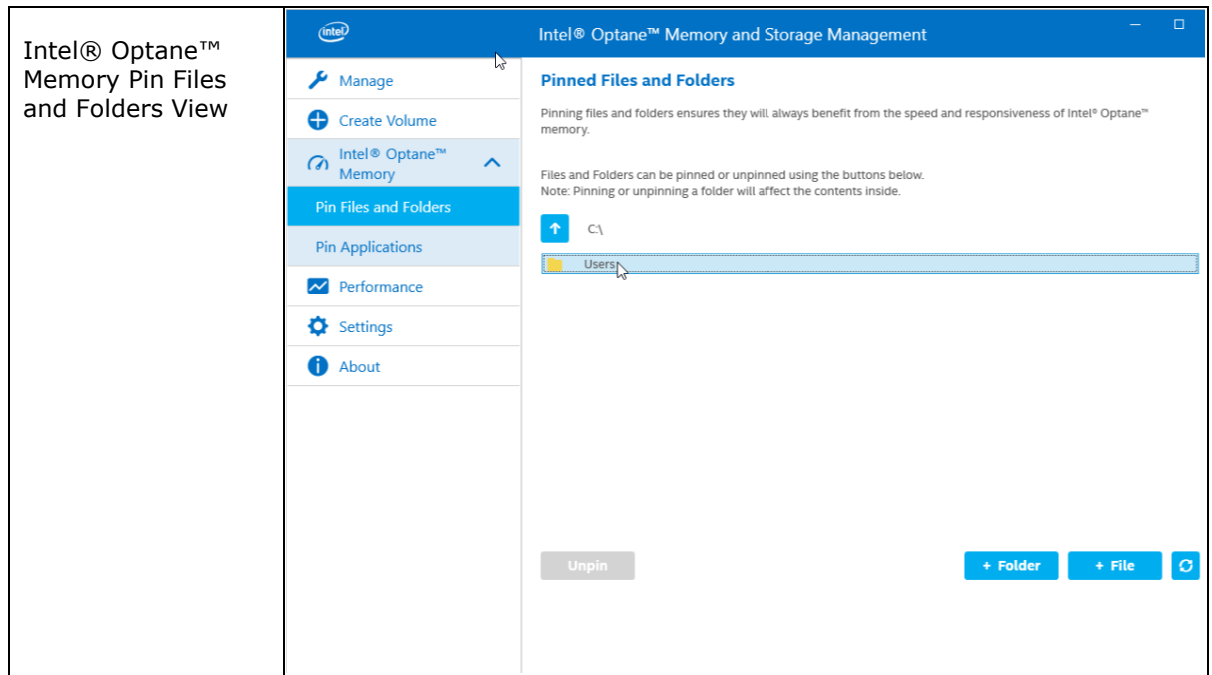 Intel® Optane™
Memory Pin Files
and Folders View
intel
Intel® Optane™ Memory and Storage Management
Manage
Create Volume
Intel® Optane™
Memory
Pin Files and Folders
Pin Applications
Performance
Settings
About
Pinned Files and Folders
Pinning files and folders ensures they will always benefit from the speed and responsiveness of Intel® Optane™
memory.
Files and Folders can be pinned or unpinned using the buttons below.
Note: Pinning or unpinning a folder will affect the contents inside.
C:\
Users
Unpin
+ Folder
+ File